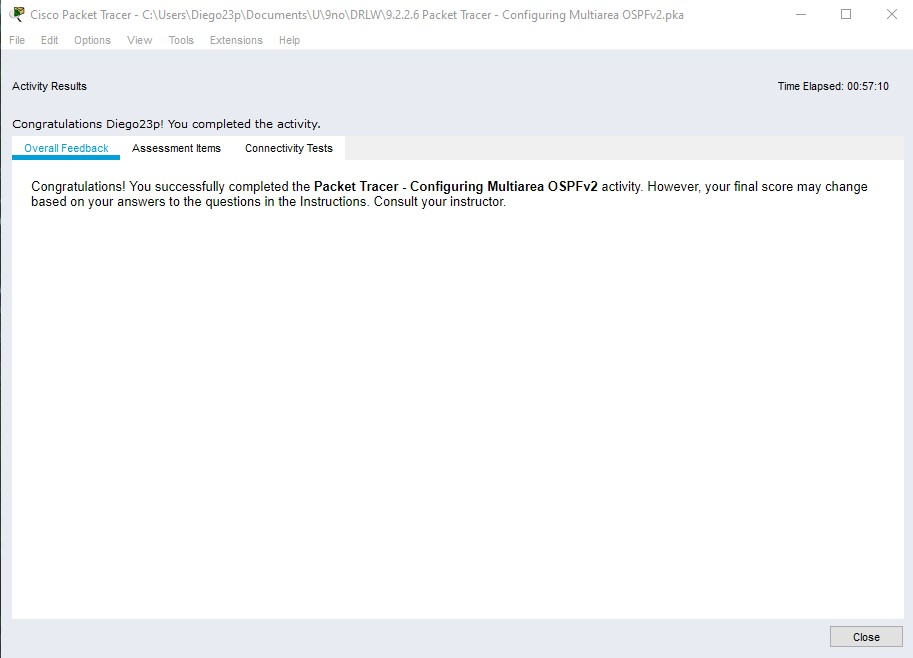 Cisco Packet Tracer - C:\Users\Diego23p\Documents\U\9no\DRLW\9.2.2.6 Packet Tracer - Configuring Multiarea OSPFv2.pka
File Edit Options View Tools Extensions Help
Activity Results Time Elapsed: 00:57:10
Congratulations Diego23p! You completed the activity.
Overall Feedback Assessment Items Connectivity Tests
Congratulations! You successfully completed the Packet Tracer - Configuring Multiarea OSPFv2 activity. However, your final score may change
based on your answers to the questions in the Instructions. Consult your instructor.
Close